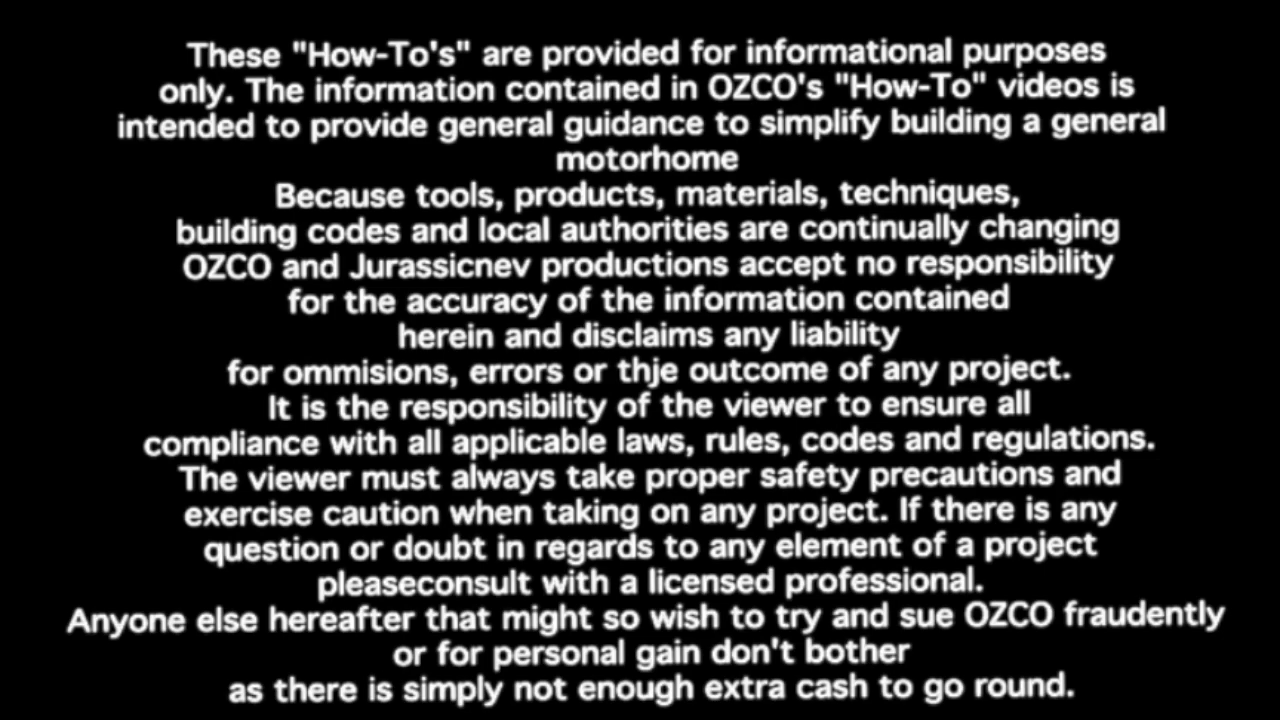 These "How-To's" are provided for informational purposes
only. The information contained in OZCO's "How-To" videos is
intended to provide general guidance to simplify building a general
motorhome
Because tools, products, materials, techniques,
building codes and local authorities are continually changing
OZCO and Jurassicnev productions accept no responsibility
for the accuracy of the information contained
herein and disclaims any liability
for ommisions, errors or thje outcome of any project.
It is the responsibility of the viewer to ensure all
compliance with all applicable laws, rules, codes and regulations.
The viewer must always take proper safety precautions and
exercise caution when taking on any project. If there is any
question or doubt in regards to any element of a project
pleaseconsult with a licensed professional.
Anyone else hereafter that might so wish to try and sue OZCO fraudently
or for personal gain don't bother
as there is simply not enough extra cash to go round.